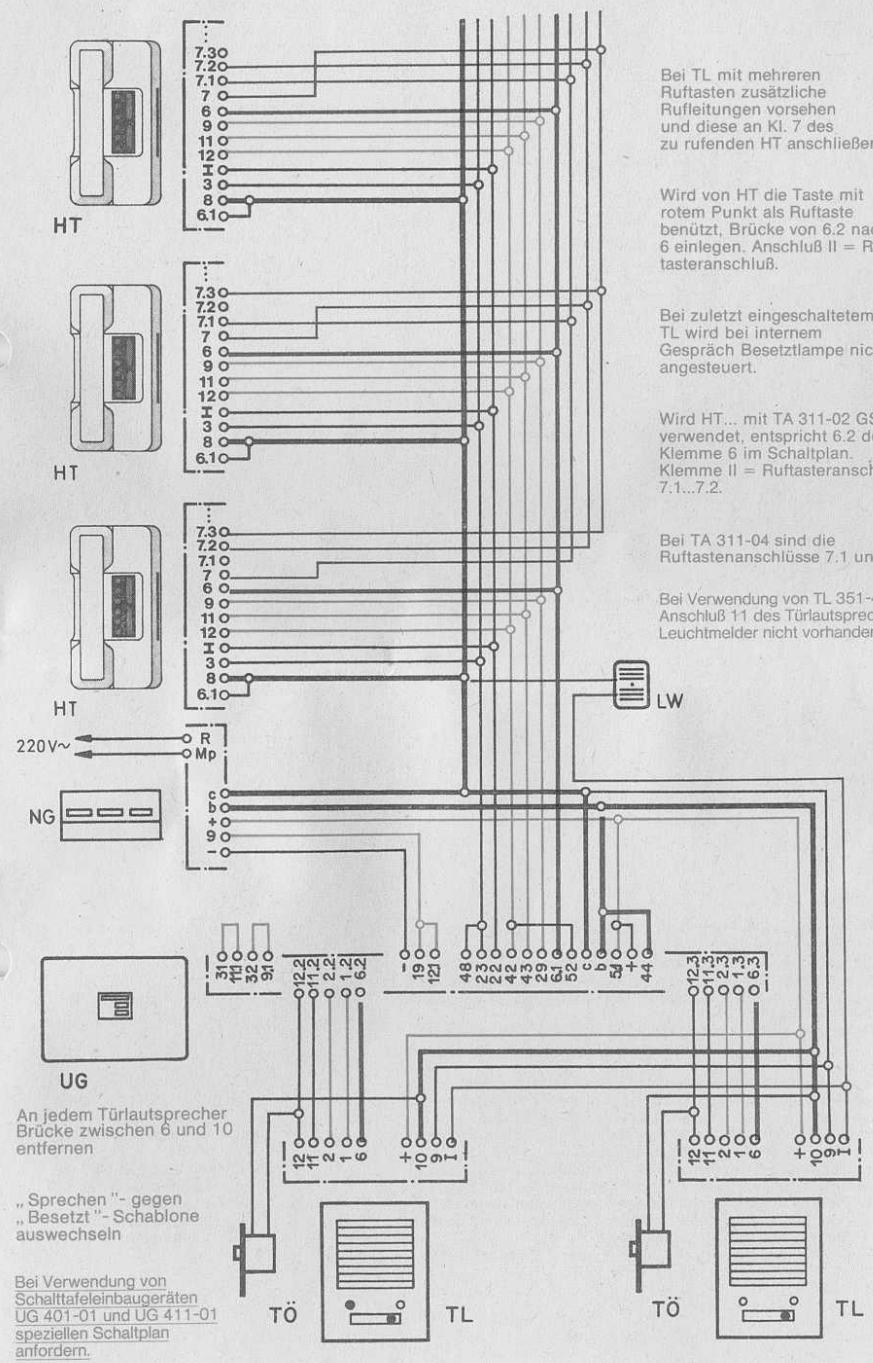 7.3
7.2
7.1
7
6
9
11
12
I
3
8
6.1
HT
7.3
7.2
7.1
7
6
9
11
12
I
3
8
6.1
HT
7.3
7.2
7.1
7
6
9
11
12
I
3
8
6.1
HT
Bei TL mit mehreren
Ruftasten zusätzliche
Rufleitungen vorsehen
und diese an Kl. 7 des
zu rufenden HT anschließen
Wird von HT die Taste mit
rotem Punkt als Ruftaste
benützt, Brücke von 6.2
6 einlegen. Anschluß II =
tasteranschluß.
Bei zuletzt eingeschaltetem
TL wird bei internem
Gespräch Besetztlampe
angesteuert.
Wird HT... mit TA 311-02
verwendet, entspricht 6.2
Klemme 6 im Schaltplan.
Klemme II =
7.1...7.2.
Bei TA 311-04 sind die
Ruftastenanschlüsse 7.1
Bei Verwendung von TL
Anschluß 11 des
Leuchtmelder nicht
LW
220V~
R
Mp
c
b
+
9
-
NG
31 11.1 32 9.1 12.2 11.2 2.2 1.2 6.2 - 19 12.1 48 23 22 42 43 29 6.1 52 c b 51 + 44 12.3 11.3 2.3 1.3 6.3
UG
An jedem Türlautsprecher
Brücke zwischen 6 und 10
entfernen
„Sprechen"- gegen
„Besetzt"- Schablone
auswechseln
Bei Verwendung von
Schalttafeleinbaugeräten
UG 401-01 und UG 411-01
speziellen Schaltplan
anfordern.
12 11 2 1 6 + 10 9 I
12 11 2 1 6 + 10 9 I
TÖ
TL
TÖ
TL